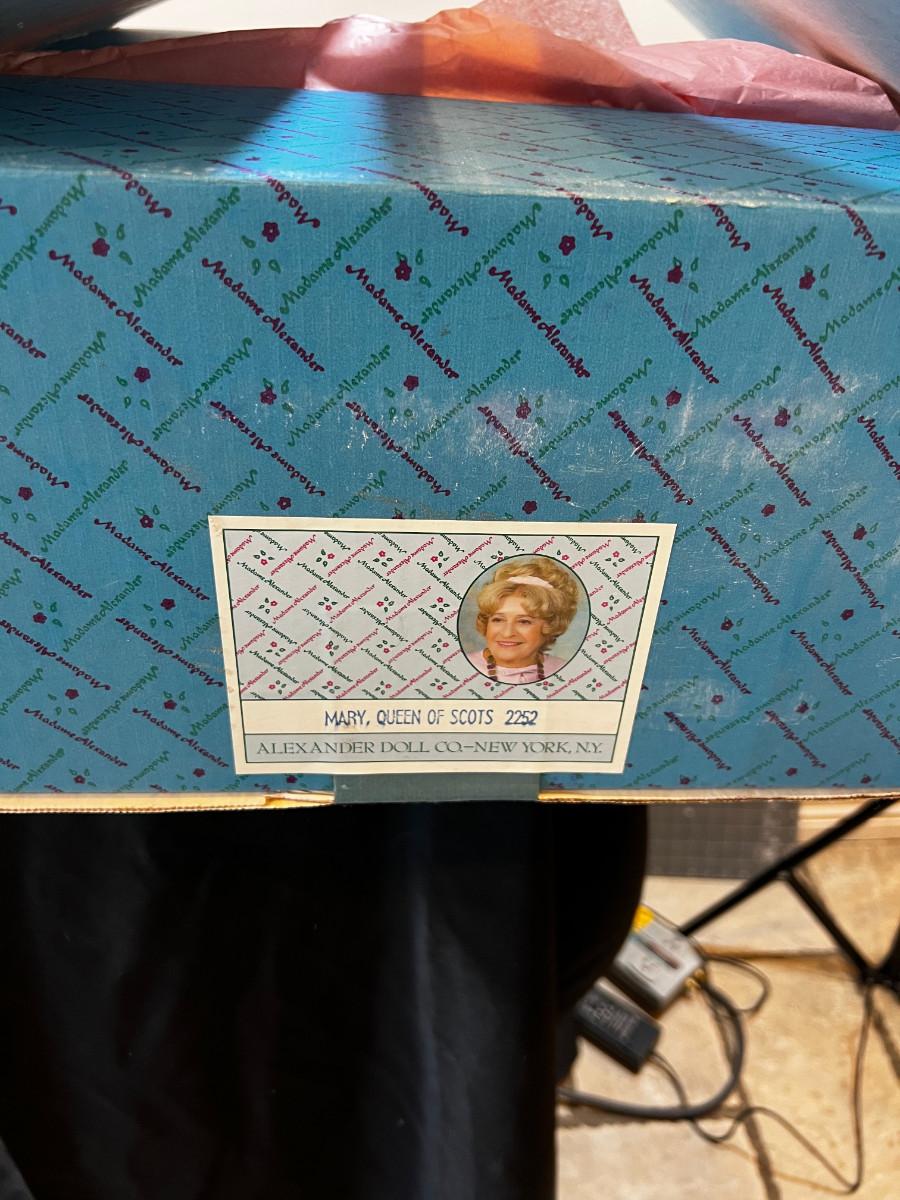 Madame Alexander
MARY, QUEEN OF SCOTS 2252
ALEXANDER DOLL CO.–NEW YORK, N.Y.